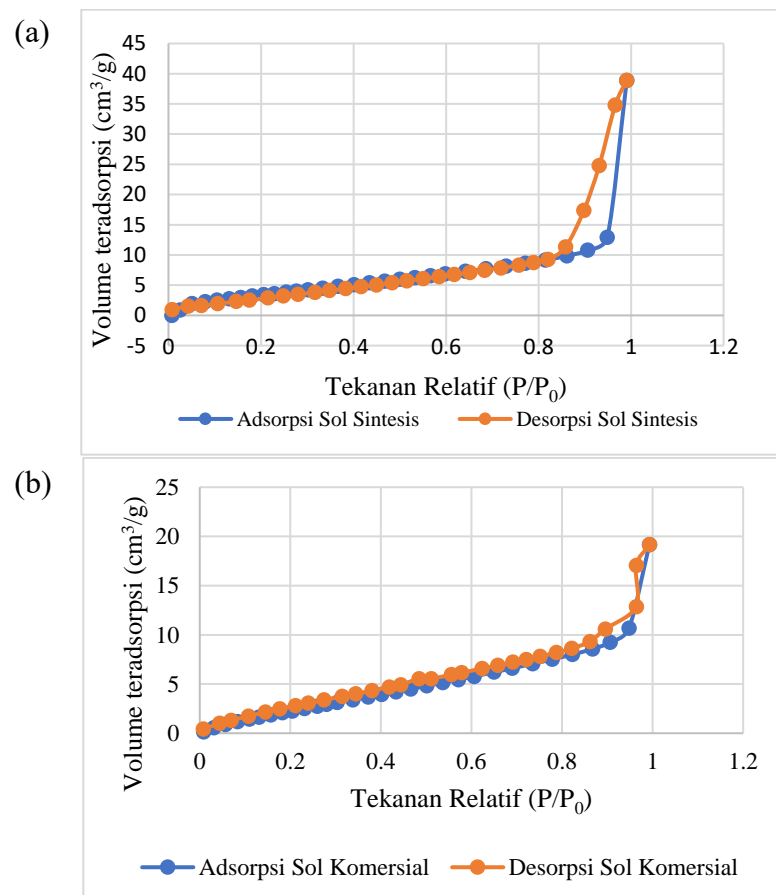 (a)
Volume teradsorpsi (cm³/g)
45
40
35
30
25
20
15
10
5
0
-5
0 0.2 0.4 0.6 0.8 1 1.2
Tekanan Relatif (P/P₀)
Adsorpsi Sol Sintesis Desorpsi Sol Sintesis
(b)
Volume teradsorpsi (cm³/g)
25
20
15
10
5
0
0 0.2 0.4 0.6 0.8 1 1.2
Tekanan Relatif (P/P₀)
Adsorpsi Sol Komersial Desorpsi Sol Komersial